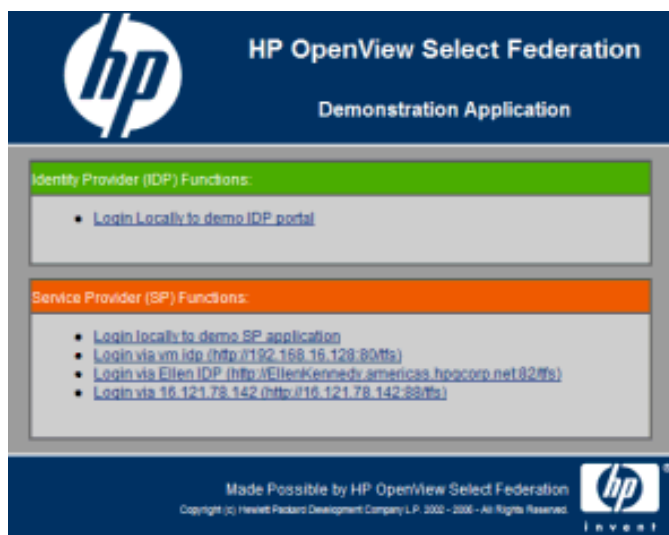 hp
HP OpenView Select Federation
Demonstration Application
Identity Provider (IDP) Functions:
Login Locally to demo IDP portal
Service Provider (SP) Functions:
Login locally to demo SP application
Login via vm idp (http://192.168.16.128:80/tfs)
Login via Ellen IDP (http://EllenKennedy.americas.hpqcorp.net:82/tfs)
Login via 16.121.78.142 (http://16.121.78.142:88/tfs)
Made Possible by HP OpenView Select Federation
Copyright (c) Hewlett Packard Development Company L.P. 2002 - 2006 - All Rights Reserved.
hp
®
invent